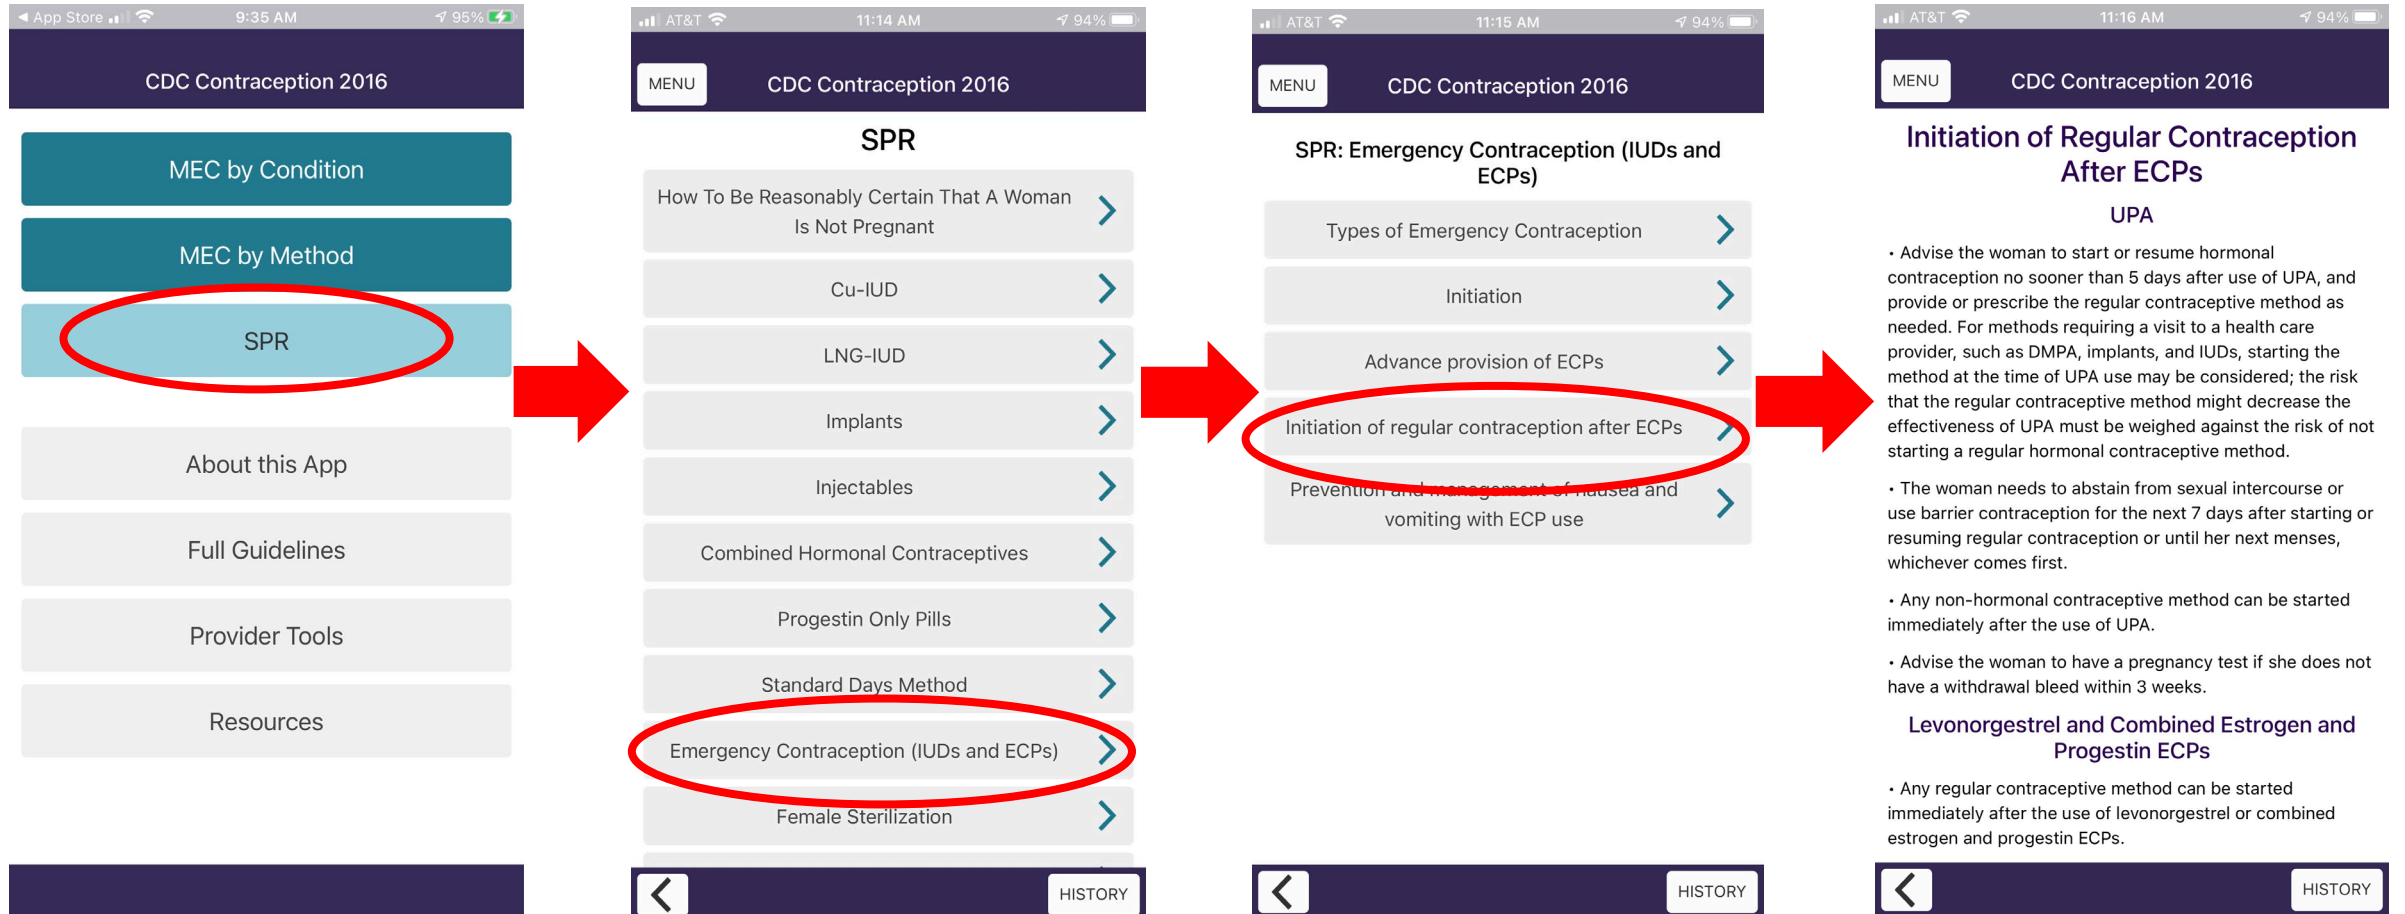 App Store
9:35 AM
95%
CDC Contraception 2016
MEC by Condition
MEC by Method
SPR
About this App
Full Guidelines
Provider Tools
Resources
AT&T
11:14 AM
94%
MENU
CDC Contraception 2016
SPR
How To Be Reasonably Certain That A Woman
Is Not Pregnant
Cu-IUD
LNG-IUD
Implants
Injectables
Combined Hormonal Contraceptives
Progestin Only Pills
Standard Days Method
Emergency Contraception (IUDs and ECPs)
Female Sterilization
HISTORY
AT&T
11:15 AM
94%
MENU
CDC Contraception 2016
SPR: Emergency Contraception (IUDs and
ECPs)
Types of Emergency Contraception
Initiation
Advance provision of ECPs
Initiation of regular contraception after ECPs
Prevention and management of nausea and
vomiting with ECP use
HISTORY
AT&T
11:16 AM
94%
MENU
CDC Contraception 2016
Initiation of Regular Contraception
After ECPs
UPA
• Advise the woman to start or resume hormonal
contraception no sooner than 5 days after use of UPA, and
provide or prescribe the regular contraceptive method as
needed. For methods requiring a visit to a health care
provider, such as DMPA, implants, and IUDs, starting the
method at the time of UPA use may be considered; the risk
that the regular contraceptive method might decrease the
effectiveness of UPA must be weighed against the risk of not
starting a regular hormonal contraceptive method.
• The woman needs to abstain from sexual intercourse or
use barrier contraception for the next 7 days after starting or
resuming regular contraception or until her next menses,
whichever comes first.
• Any non-hormonal contraceptive method can be started
immediately after the use of UPA.
• Advise the woman to have a pregnancy test if she does not
have a withdrawal bleed within 3 weeks.
Levonorgestrel and Combined Estrogen and
Progestin ECPs
• Any regular contraceptive method can be started
immediately after the use of levonorgestrel or combined
estrogen and progestin ECPs.
HISTORY